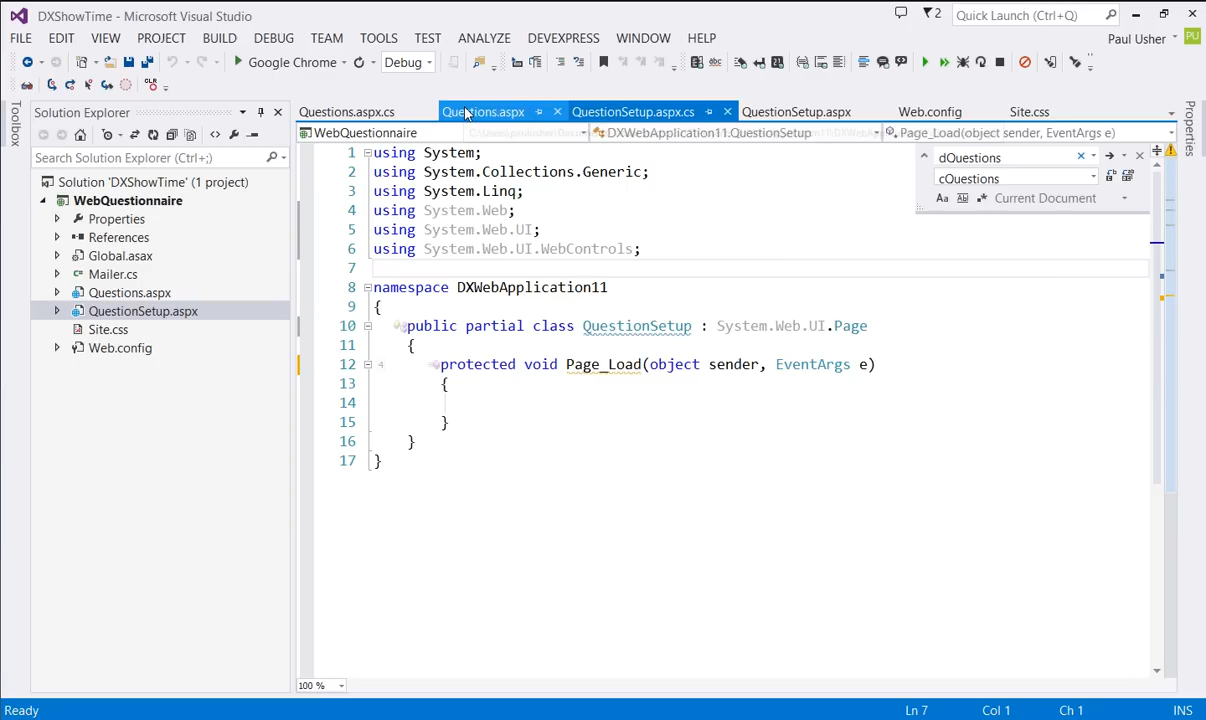 DXShowTime - Microsoft Visual Studio
2
Quick Launch (Ctrl+Q)
FILE EDIT VIEW PROJECT BUILD DEBUG TEAM TOOLS TEST ANALYZE DEVEXPRESS WINDOW HELP
Paul Usher
PU
Google Chrome
Debug
Toolbox
Solution Explorer
Search Solution Explorer (Ctrl+;)
Solution 'DXShowTime' (1 project)
WebQuestionnaire
Properties
References
Global.asax
Mailer.cs
Questions.aspx
QuestionSetup.aspx
Site.css
Web.config
Questions.aspx.cs
Questions.aspx
QuestionSetup.aspx.cs
QuestionSetup.aspx
Web.config
Site.css
Properties
WebQuestionnaire
DXWebApplication11.QuestionSetup
Page_Load(object sender, EventArgs e)
dQuestions
cQuestions
Current Document
1 using System;
2 using System.Collections.Generic;
3 using System.Linq;
4 using System.Web;
5 using System.Web.UI;
6 using System.Web.UI.WebControls;
7
8 namespace DXWebApplication11
9 {
10 public partial class QuestionSetup : System.Web.UI.Page
11 {
12 4 protected void Page_Load(object sender, EventArgs e)
13 {
14
15 }
16 }
17 }
100 %
Ready
Ln 7
Col 1
Ch 1
INS